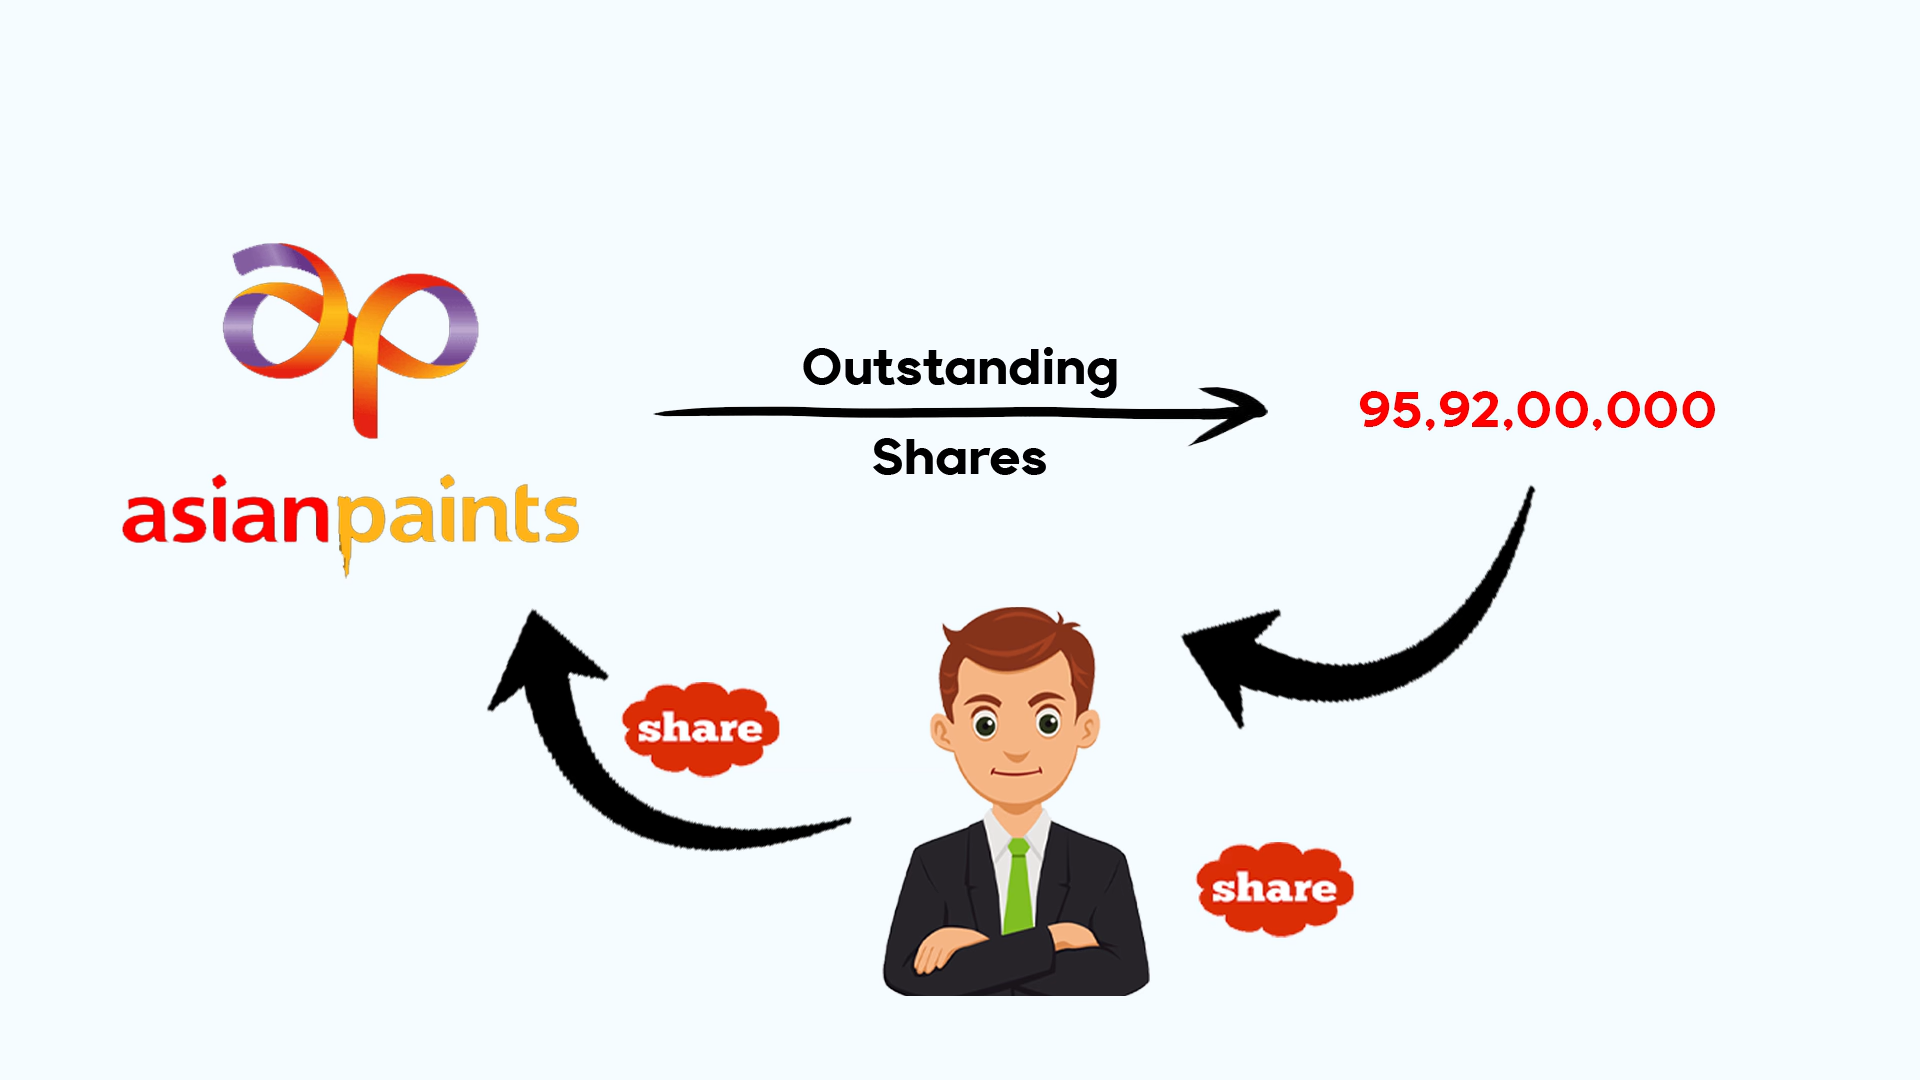 Outstanding
Shares
95,92,00,000
asianpaints
share
share